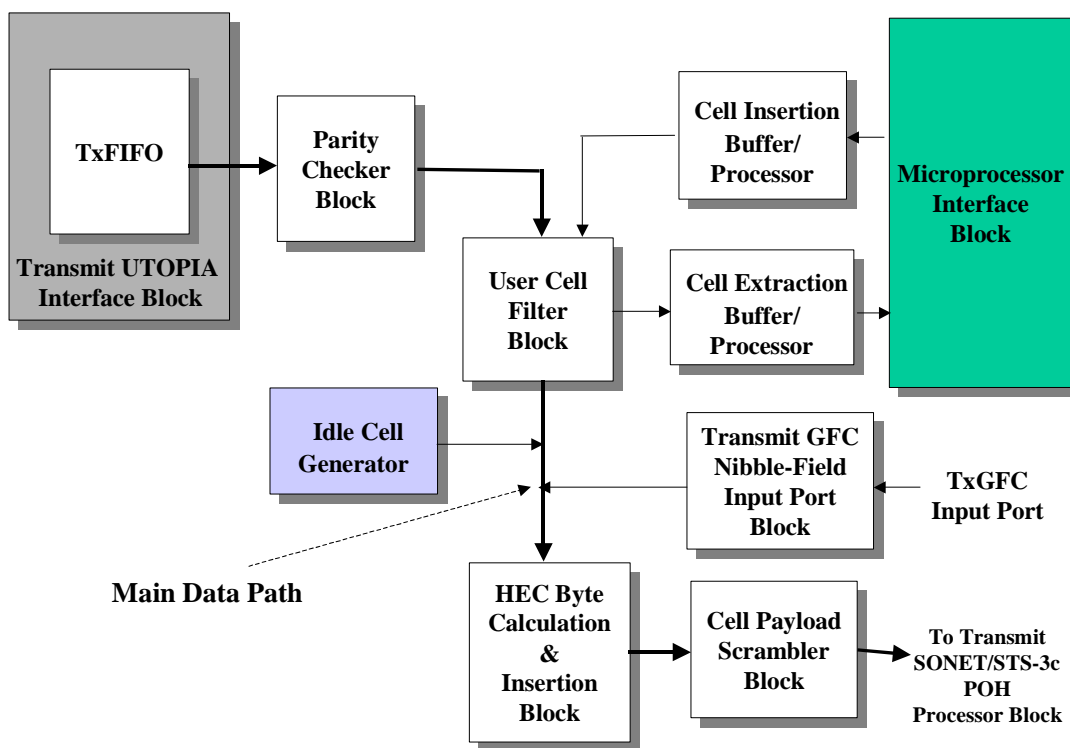 TxFIFO
Transmit UTOPIA
Interface Block
Parity
Checker
Block
Cell Insertion
Buffer/
Processor
Microprocessor
Interface
Block
User Cell
Filter
Block
Cell Extraction
Buffer/
Processor
Idle Cell
Generator
Transmit GFC
Nibble-Field
Input Port
Block
TxGFC
Input Port
Main Data Path
HEC Byte
Calculation
&
Insertion
Block
Cell Payload
Scrambler
Block
To Transmit
SONET/STS-3c
POH
Processor Block